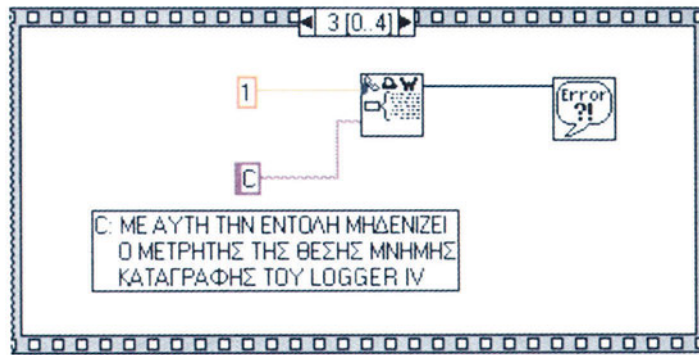 3 [0..4]
1
W
Error
?!
C
C: ΜΕ ΑΥΤΗ ΤΗΝ ΕΝΤΟΛΗ ΜΗΔΕΝΙΖΕΙ
Ο ΜΕΤΡΗΤΗΣ ΤΗΣ ΘΕΣΗΣ ΜΝΗΜΗΣ
ΚΑΤΑΓΡΑΦΗΣ ΤΟΥ LOGGER IV